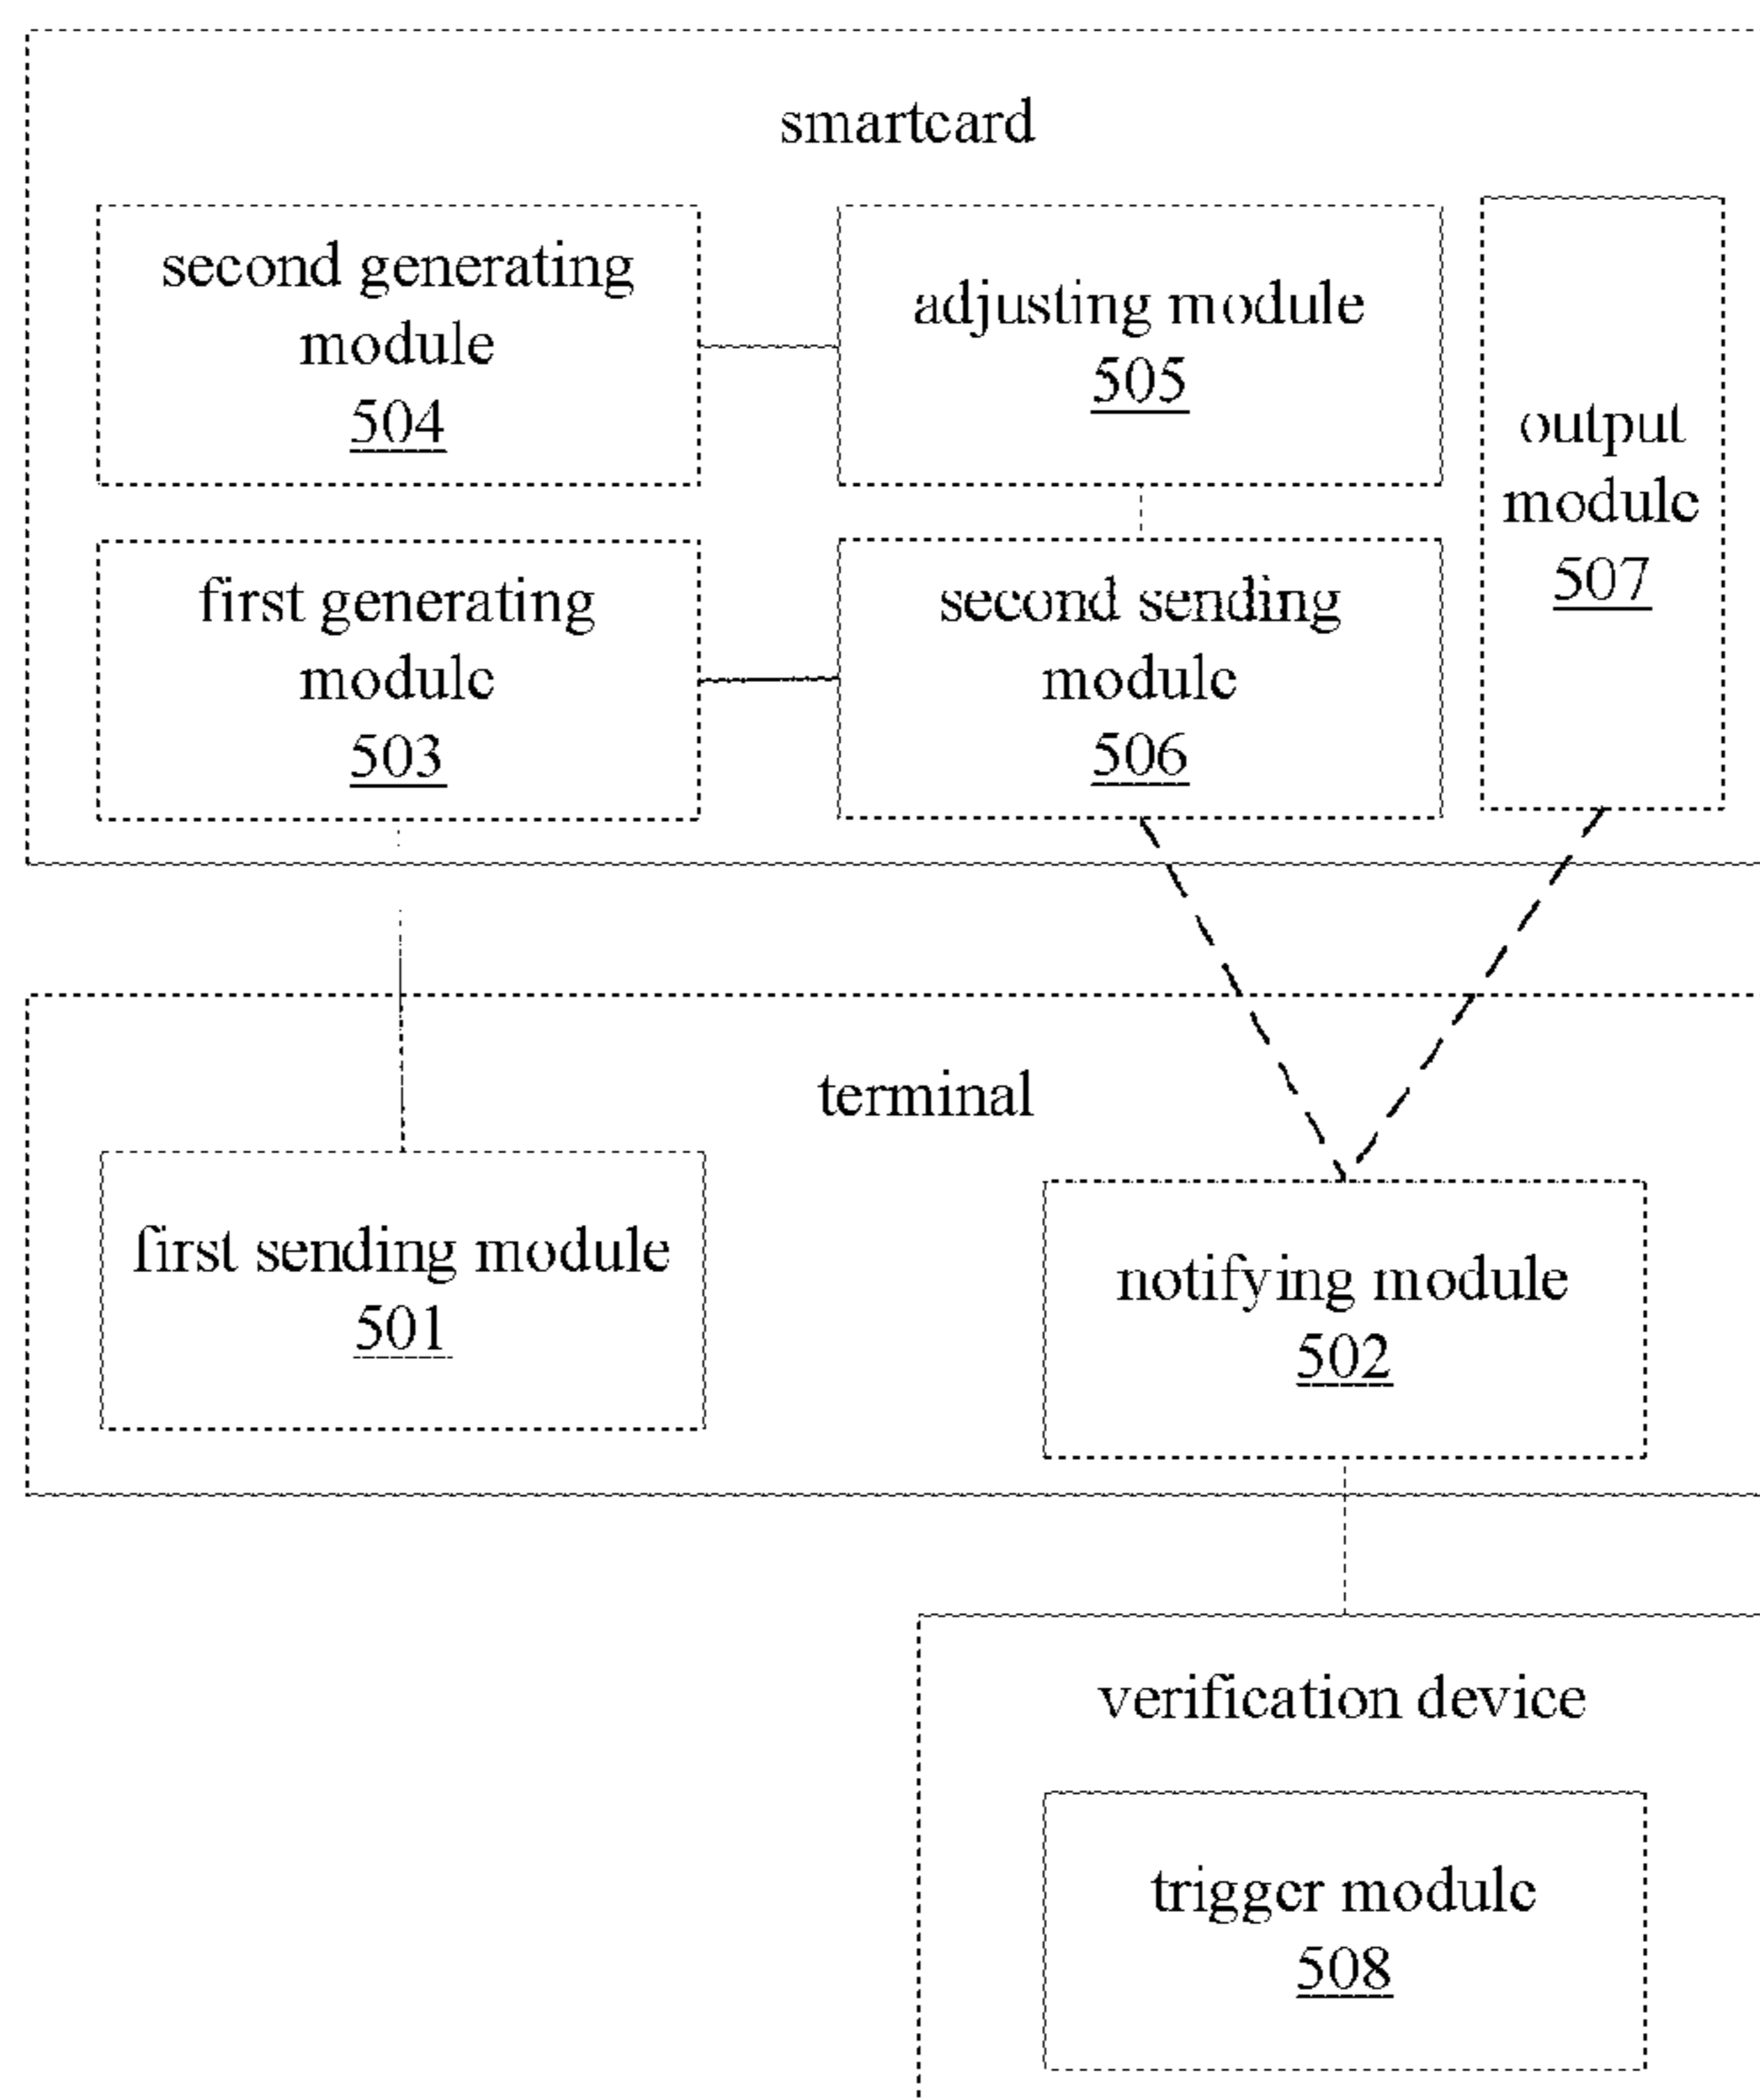 smartcard
second generating
module
504
adjusting module
505
output
module
507
first generating
module
503
second sending
module
506
terminal
first sending module
501
notifying module
502
verification device
trigger module
508